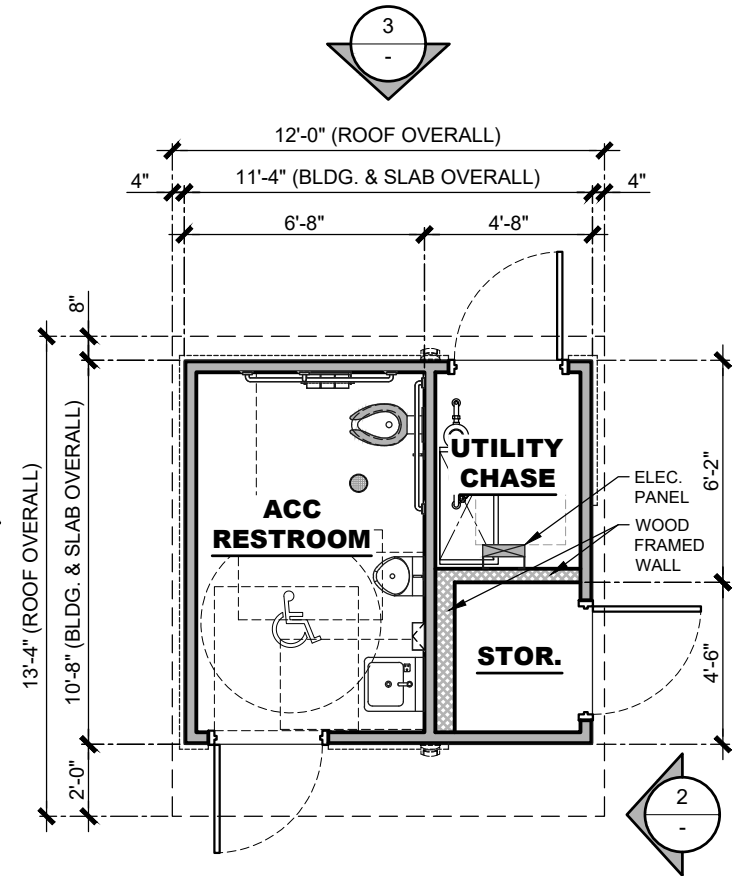 3
-
12'-0" (ROOF OVERALL)
4"
11'-4" (BLDG. & SLAB OVERALL)
4"
6'-8"
4'-8"
8"
13'-4" (ROOF OVERALL)
10'-8" (BLDG. & SLAB OVERALL)
2'-0"
UTILITY
CHASE
ACC
RESTROOM
STOR.
ELEC.
PANEL
WOOD
FRAMED
WALL
6'-2"
4'-6"
2
-